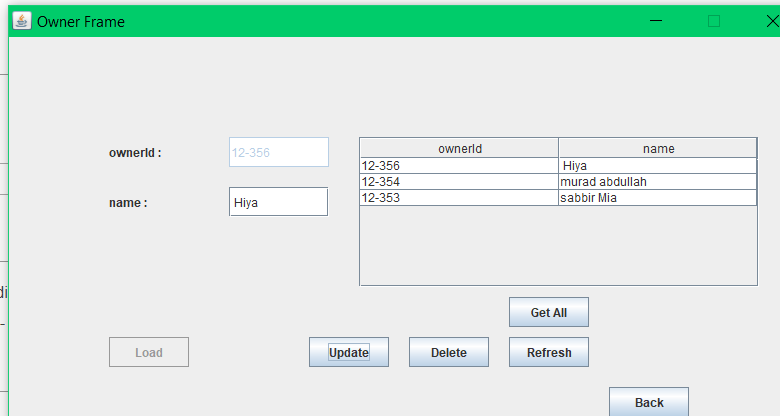 Owner Frame
ownerId :
12-356
name :
Hiya
ownerId name
12-356 Hiya
12-354 murad abdullah
12-353 sabbir Mia
Get All
Load Update Delete Refresh
Back
di
-